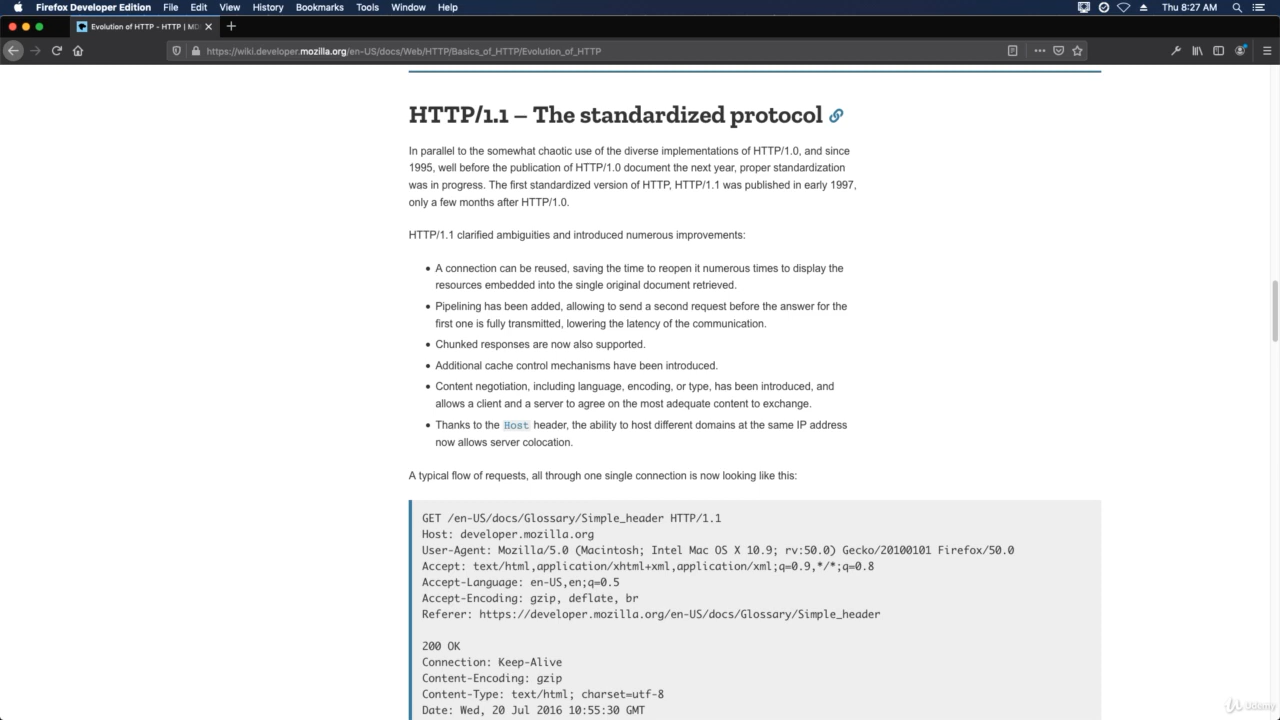 Firefox Developer Edition File Edit View History Bookmarks Tools Window Help Thu 8:27 AM
Evolution of HTTP - HTTP | MD
https://wiki.developer.mozilla.org/en-US/docs/Web/HTTP/Basics_of_HTTP/Evolution_of_HTTP
HTTP/1.1 – The standardized protocol
In parallel to the somewhat chaotic use of the diverse implementations of HTTP/1.0, and since
1995, well before the publication of HTTP/1.0 document the next year, proper standardization
was in progress. The first standardized version of HTTP, HTTP/1.1 was published in early 1997,
only a few months after HTTP/1.0.
HTTP/1.1 clarified ambiguities and introduced numerous improvements:
• A connection can be reused, saving the time to reopen it numerous times to display the
resources embedded into the single original document retrieved.
• Pipelining has been added, allowing to send a second request before the answer for the
first one is fully transmitted, lowering the latency of the communication.
• Chunked responses are now also supported.
• Additional cache control mechanisms have been introduced.
• Content negotiation, including language, encoding, or type, has been introduced, and
allows a client and a server to agree on the most adequate content to exchange.
• Thanks to the Host header, the ability to host different domains at the same IP address
now allows server colocation.
A typical flow of requests, all through one single connection is now looking like this:
GET /en-US/docs/Glossary/Simple_header HTTP/1.1
Host: developer.mozilla.org
User-Agent: Mozilla/5.0 (Macintosh; Intel Mac OS X 10.9; rv:50.0) Gecko/20100101 Firefox/50.0
Accept: text/html,application/xhtml+xml,application/xml;q=0.9,*/*;q=0.8
Accept-Language: en-US,en;q=0.5
Accept-Encoding: gzip, deflate, br
Referer: https://developer.mozilla.org/en-US/docs/Glossary/Simple_header
200 OK
Connection: Keep-Alive
Content-Encoding: gzip
Content-Type: text/html; charset=utf-8
Date: Wed, 20 Jul 2016 10:55:30 GMT
Udemy